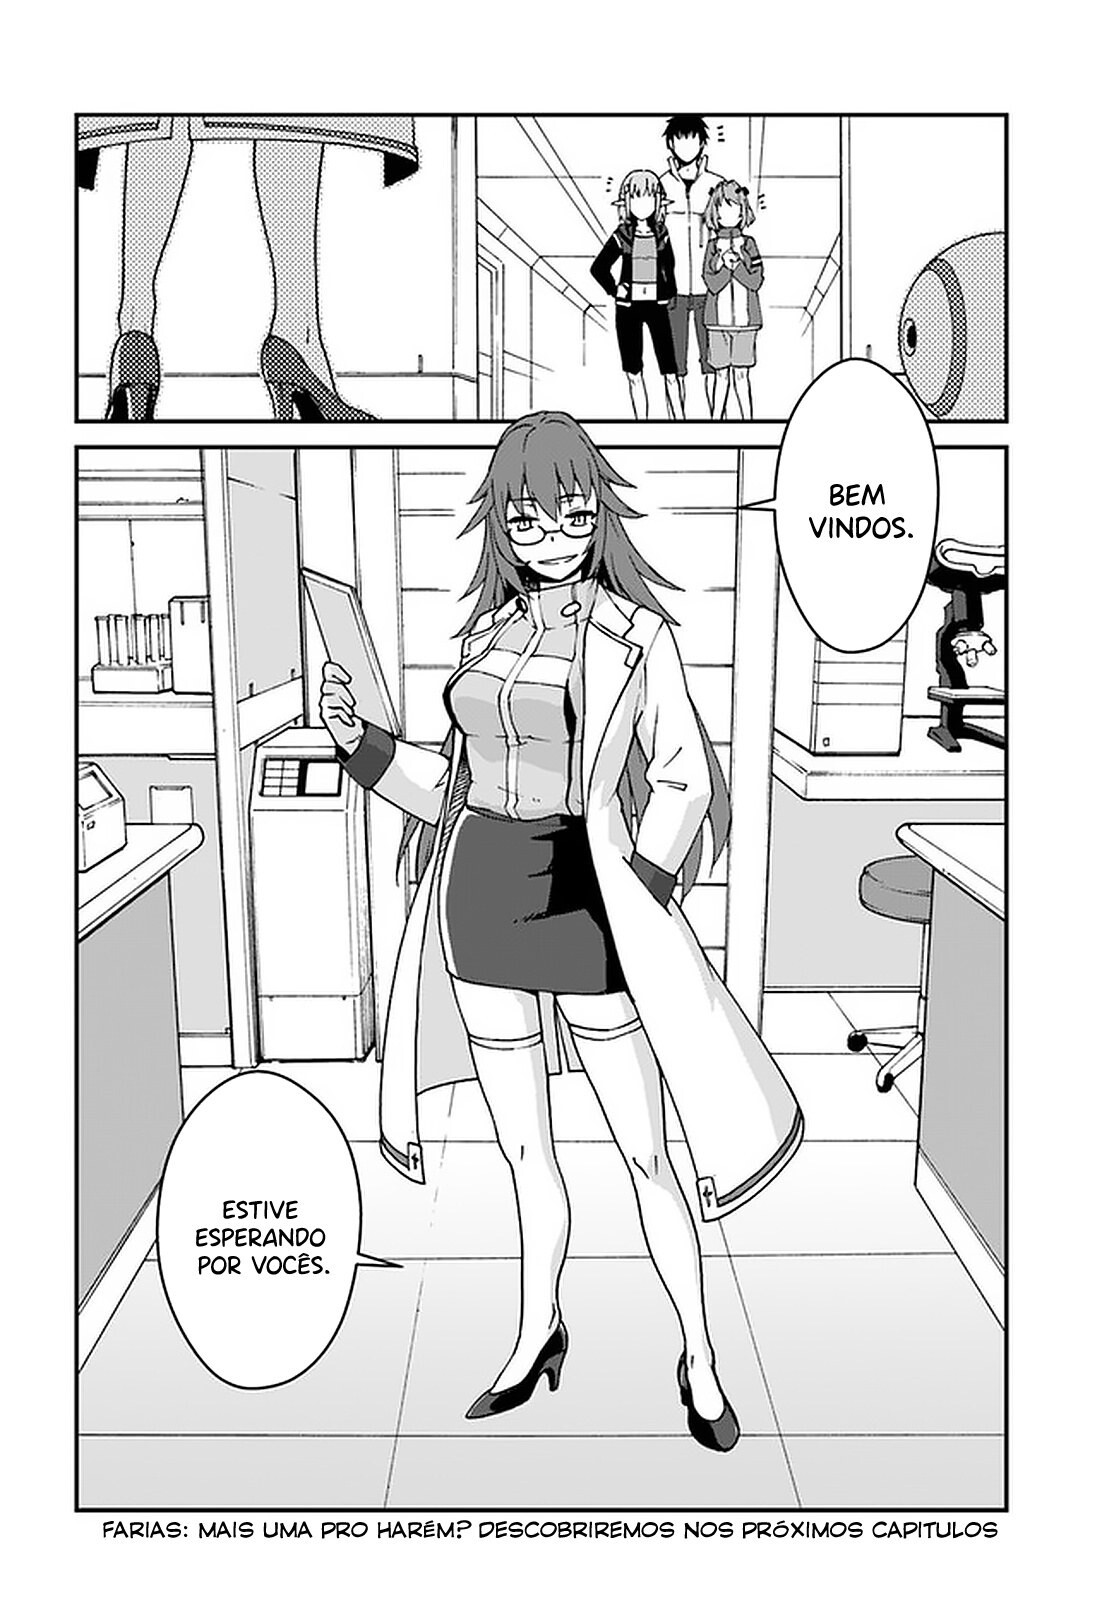 BEM
VINDOS.
ESTIVE
ESPERANDO
POR VOCÊS.
FARIAS: MAIS UMA PRO HARÉM? DESCOBRIREMOS NOS PRÓXIMOS CAPITULOS